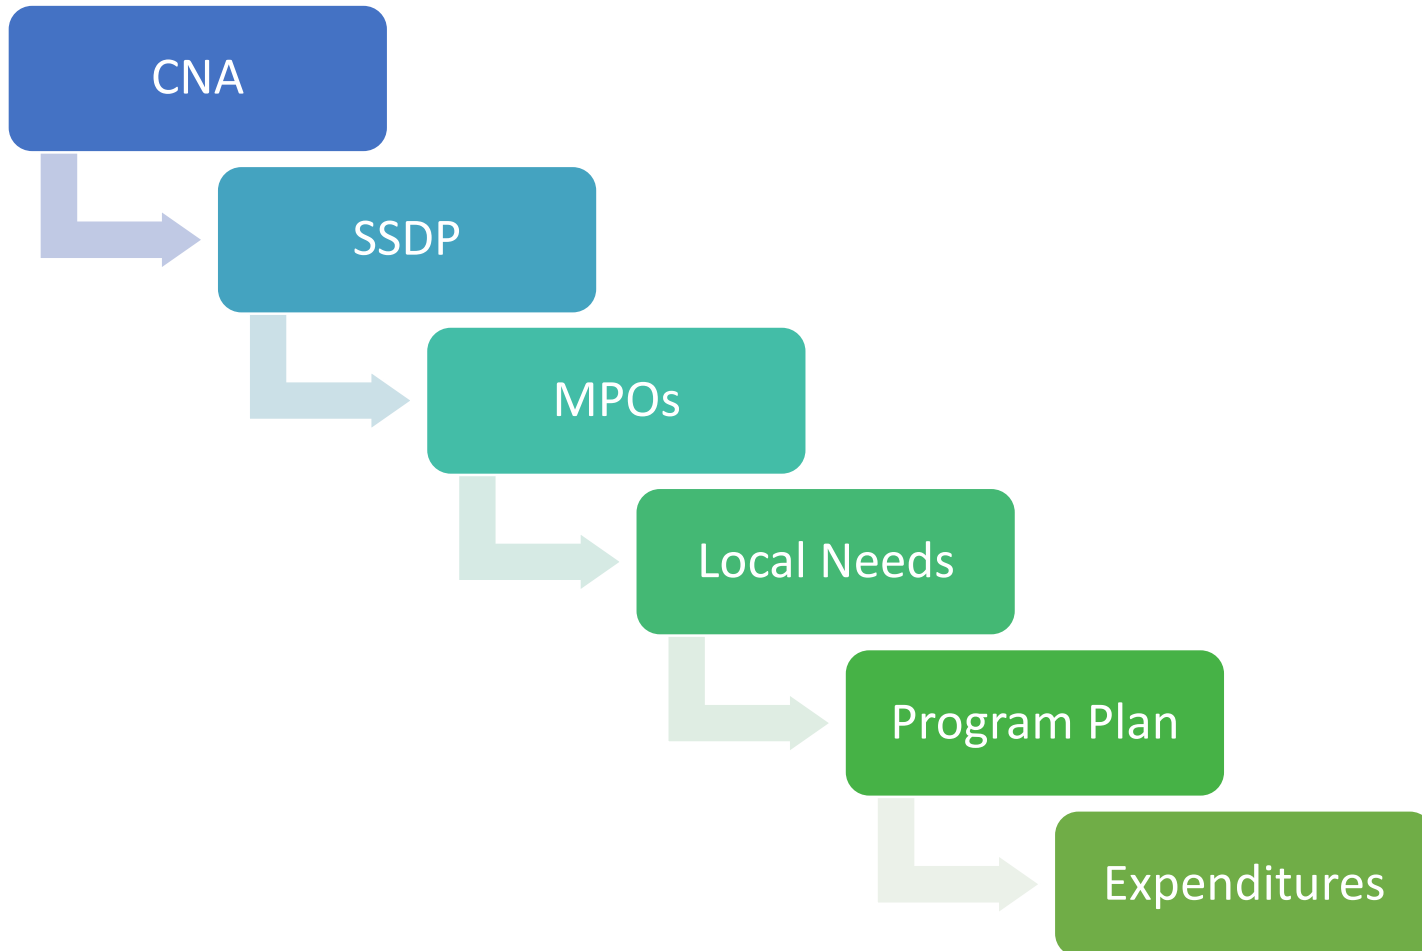 CNA
SSDP
MPOs
Local Needs
Program Plan
Expenditures